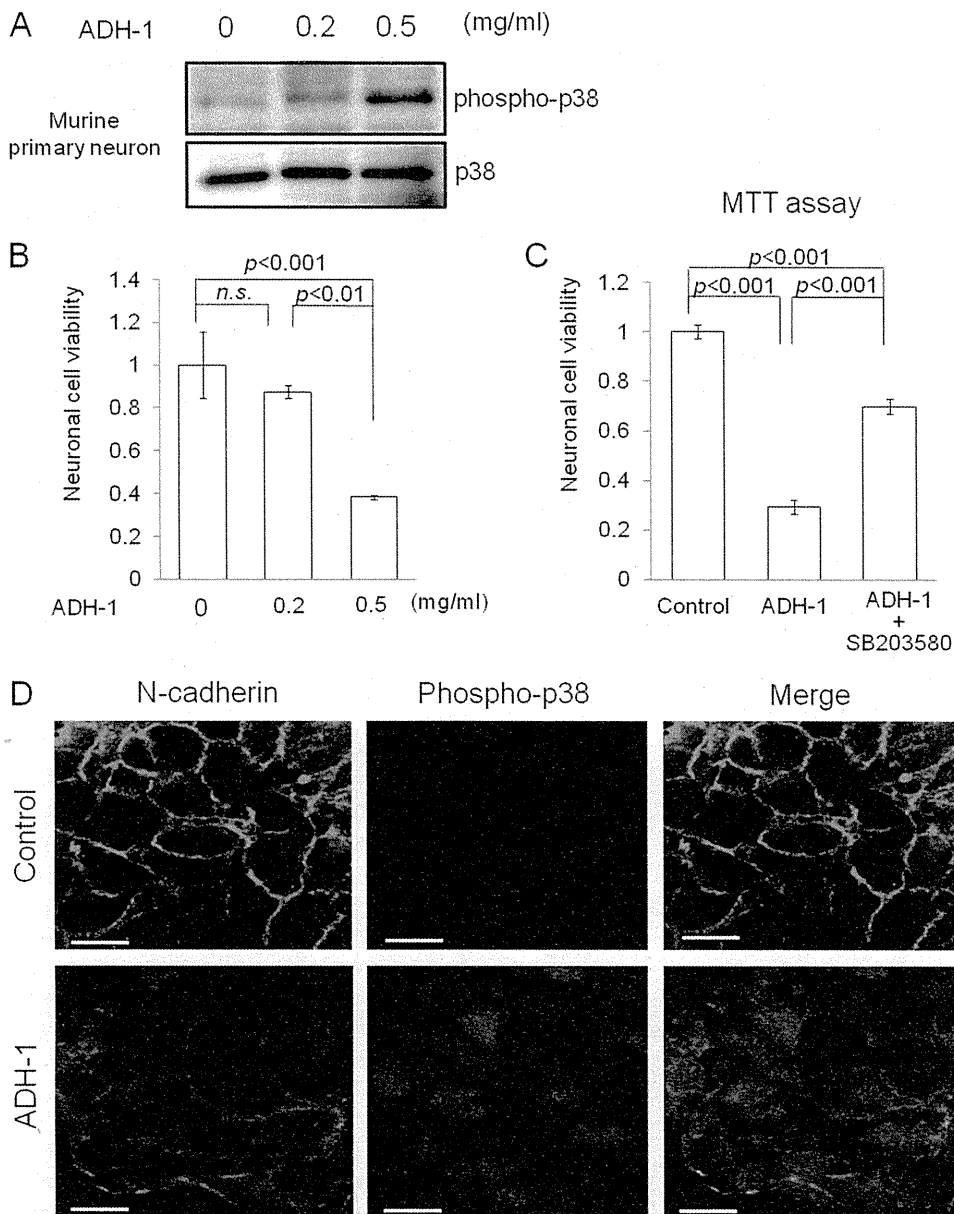 A
ADH-1 0 0.2 0.5 (mg/ml)
Murine
primary neuron
phospho-p38
p38
MTT assay
B
Neuronal cell viability
1.4
1.2
1
0.8
0.6
0.4
0.2
0
p<0.001
n.s.
p<0.01
ADH-1 0 0.2 0.5 (mg/ml)
C
Neuronal cell viability
1.2
1
0.8
0.6
0.4
0.2
0
p<0.001
p<0.001
p<0.001
Control
ADH-1
ADH-1
+
SB203580
D
N-cadherin
Phospho-p38
Merge
Control
ADH-1